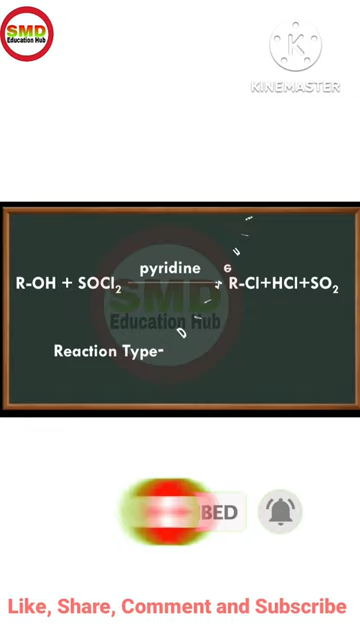 SMD
Education Hub
K
KINEMASTER
pyridine
R-OH + SOCl₂ R-Cl+HCl+SO₂
SMD
Education Hub
Reaction Type-
BED
Like, Share, Comment and Subscribe